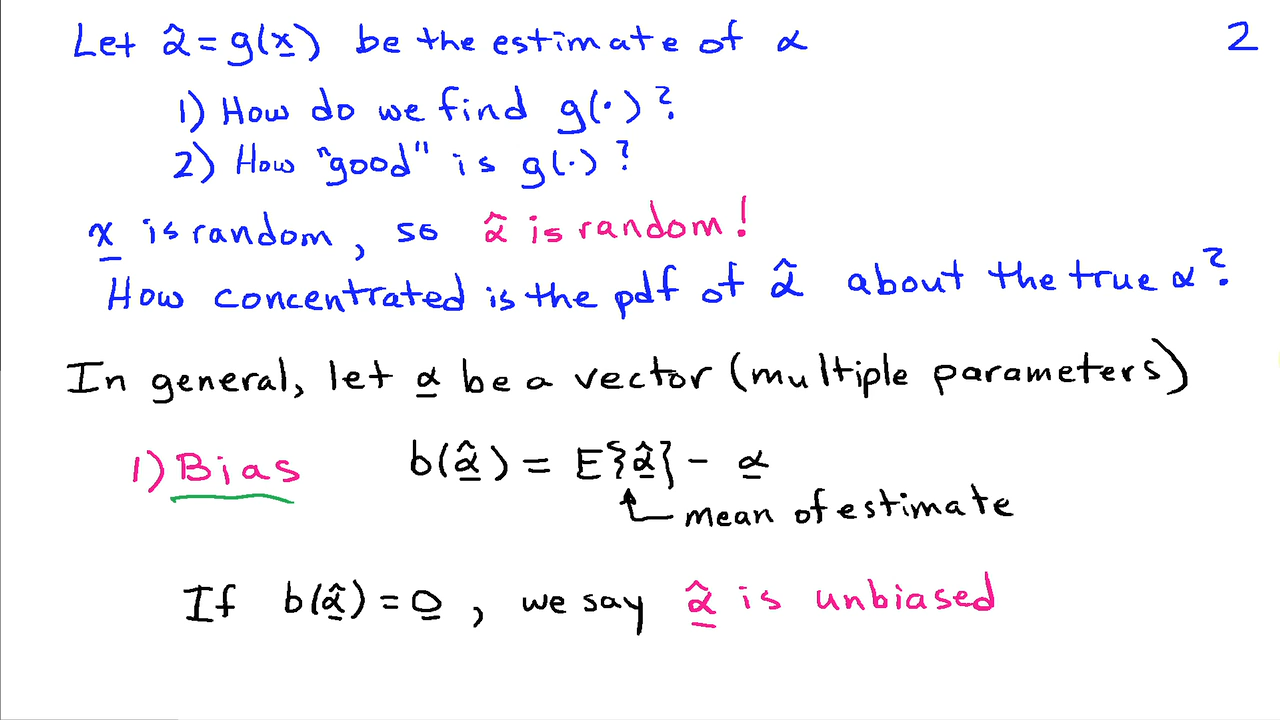 Let α̂ = g(x̲) be the estimate of α
2
1) How do we find g(·)?
2) How "good" is g(·)?
x̲ is random, so α̂ is random!
How concentrated is the pdf of α̂ about the true α?
In general, let α̲ be a vector (multiple parameters)
1) Bias b(α̲̂) = E{α̲̂} - α̲
mean of estimate
If b(α̲̂) = 0̲, we say α̲̂ is unbiased